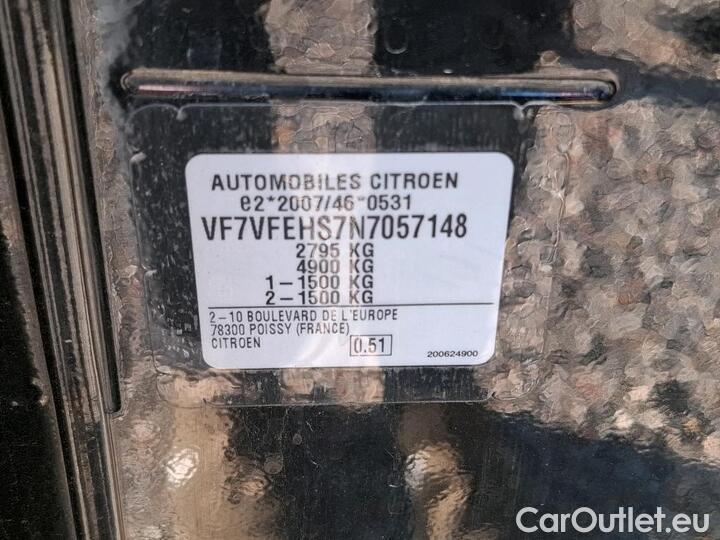 AUTOMOBILES CITROEN
e2*2007/46*0531
VF7VFEHS7N7057148
2795 KG
4900 KG
1-1500 KG
2-1500 KG
2-10 BOULEVARD DE L'EUROPE
78300 POISSY (FRANCE)
CITROEN
0.51
200624900
CarOutlet.eu